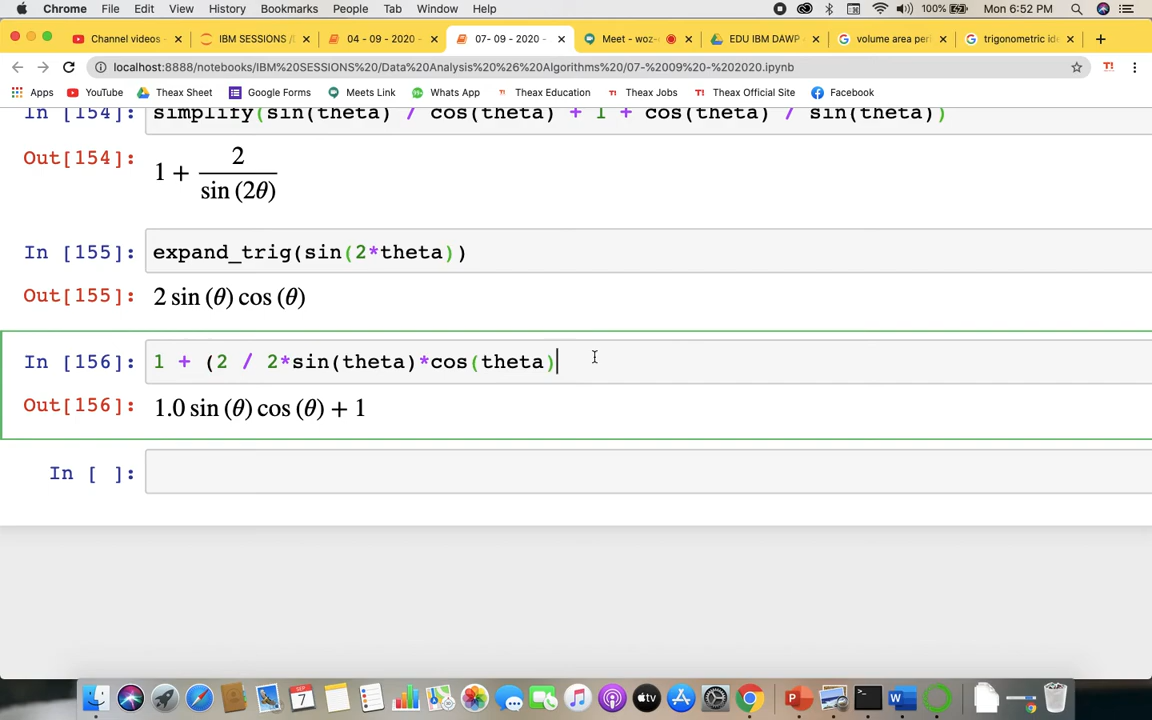 Chrome File Edit View History Bookmarks People Tab Window Help 100% Mon 6:52 PM
Channel videos - IBM SESSIONS / 04 - 09 - 2020 - 07- 09 - 2020 - Meet - woz- EDU IBM DAWP - volume area peri trigonometric ide
localhost:8888/notebooks/IBM%20SESSIONS%20/Data%20Analysis%20%26%20Algorithms%20/07-%2009%20-%202020.ipynb
Apps YouTube Theax Sheet Google Forms Meets Link Whats App Theax Education Theax Jobs Theax Official Site Facebook
In [154]: simplify(sin(theta) / cos(theta) + 1 + cos(theta) / sin(theta))
Out[154]: 1 + 2 / sin (2θ)
In [155]: expand_trig(sin(2*theta))
Out[155]: 2 sin (θ) cos (θ)
In [156]: 1 + (2 / 2*sin(theta)*cos(theta)
Out[156]: 1.0 sin (θ) cos (θ) + 1
In [ ]: